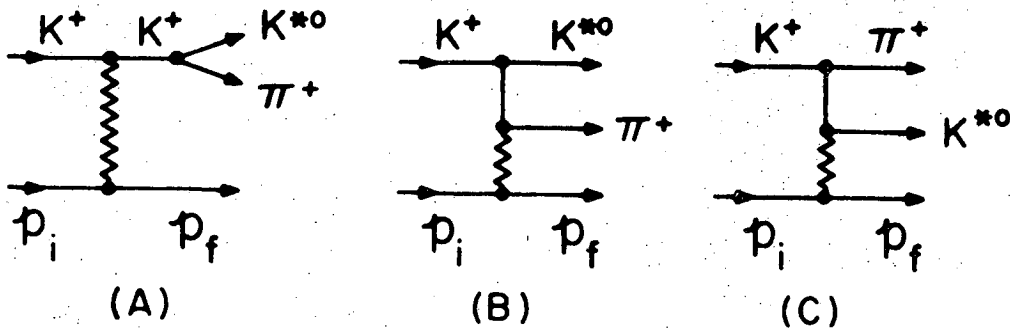 K⁺ K⁺ K*⁰
π⁺
p_i p_f
(A)
K⁺ K*⁰
π⁺
p_i p_f
(B)
K⁺ π⁺
K*⁰
p_i p_f
(C)